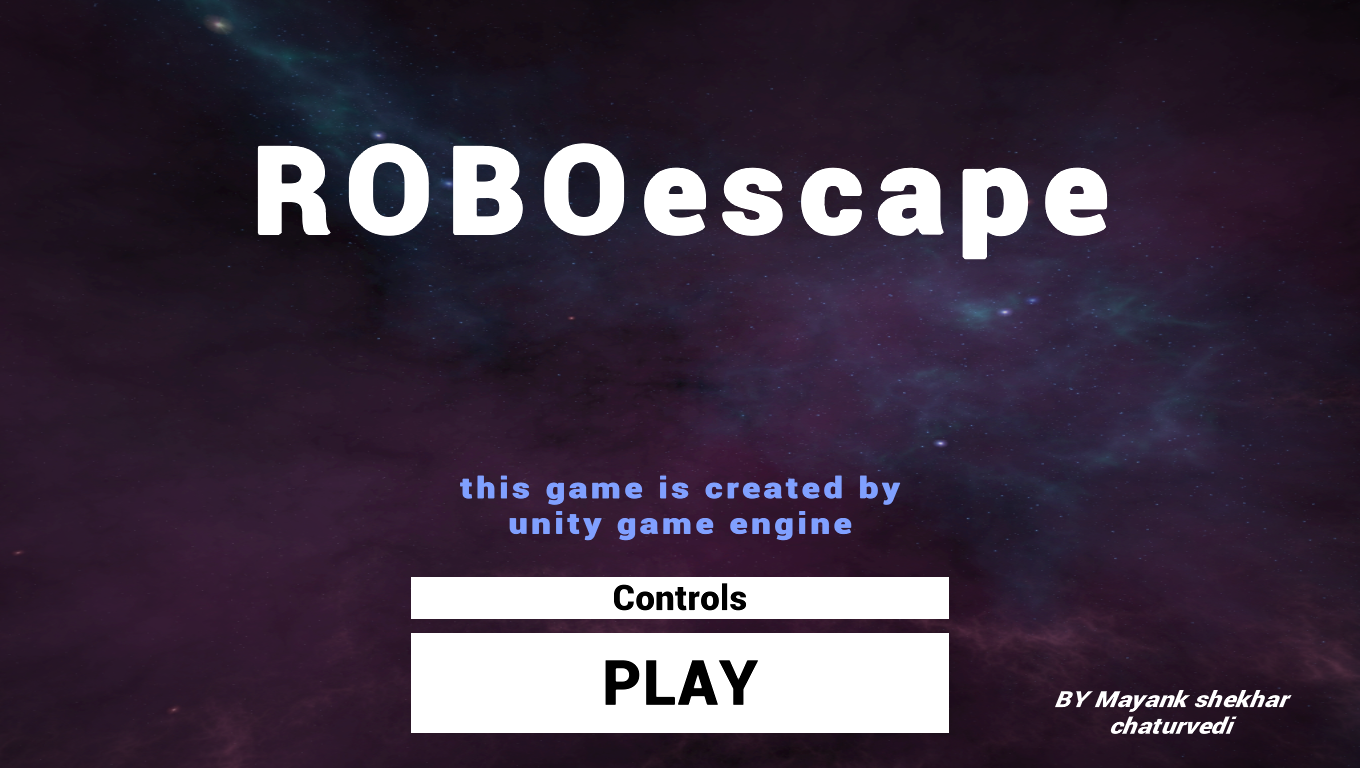 ROBOescape
this game is created by
unity game engine
Controls
PLAY
BY Mayank shekhar
chaturvedi